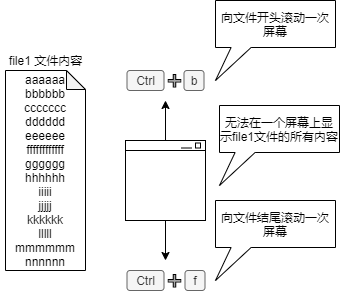 向文件开头滚动一次
屏幕
file1 文件内容
aaaaaa
bbbbbb
ccccccc
dddddd
eeeeee
ffffffffffff
gggggg
hhhhhh
iiiii
jjjjj
kkkkkk
lllll
mmmmmm
nnnnnn
Ctrl + b
无法在一个屏幕上显
示file1文件的所有内容
向文件结尾滚动一次
屏幕
Ctrl + f